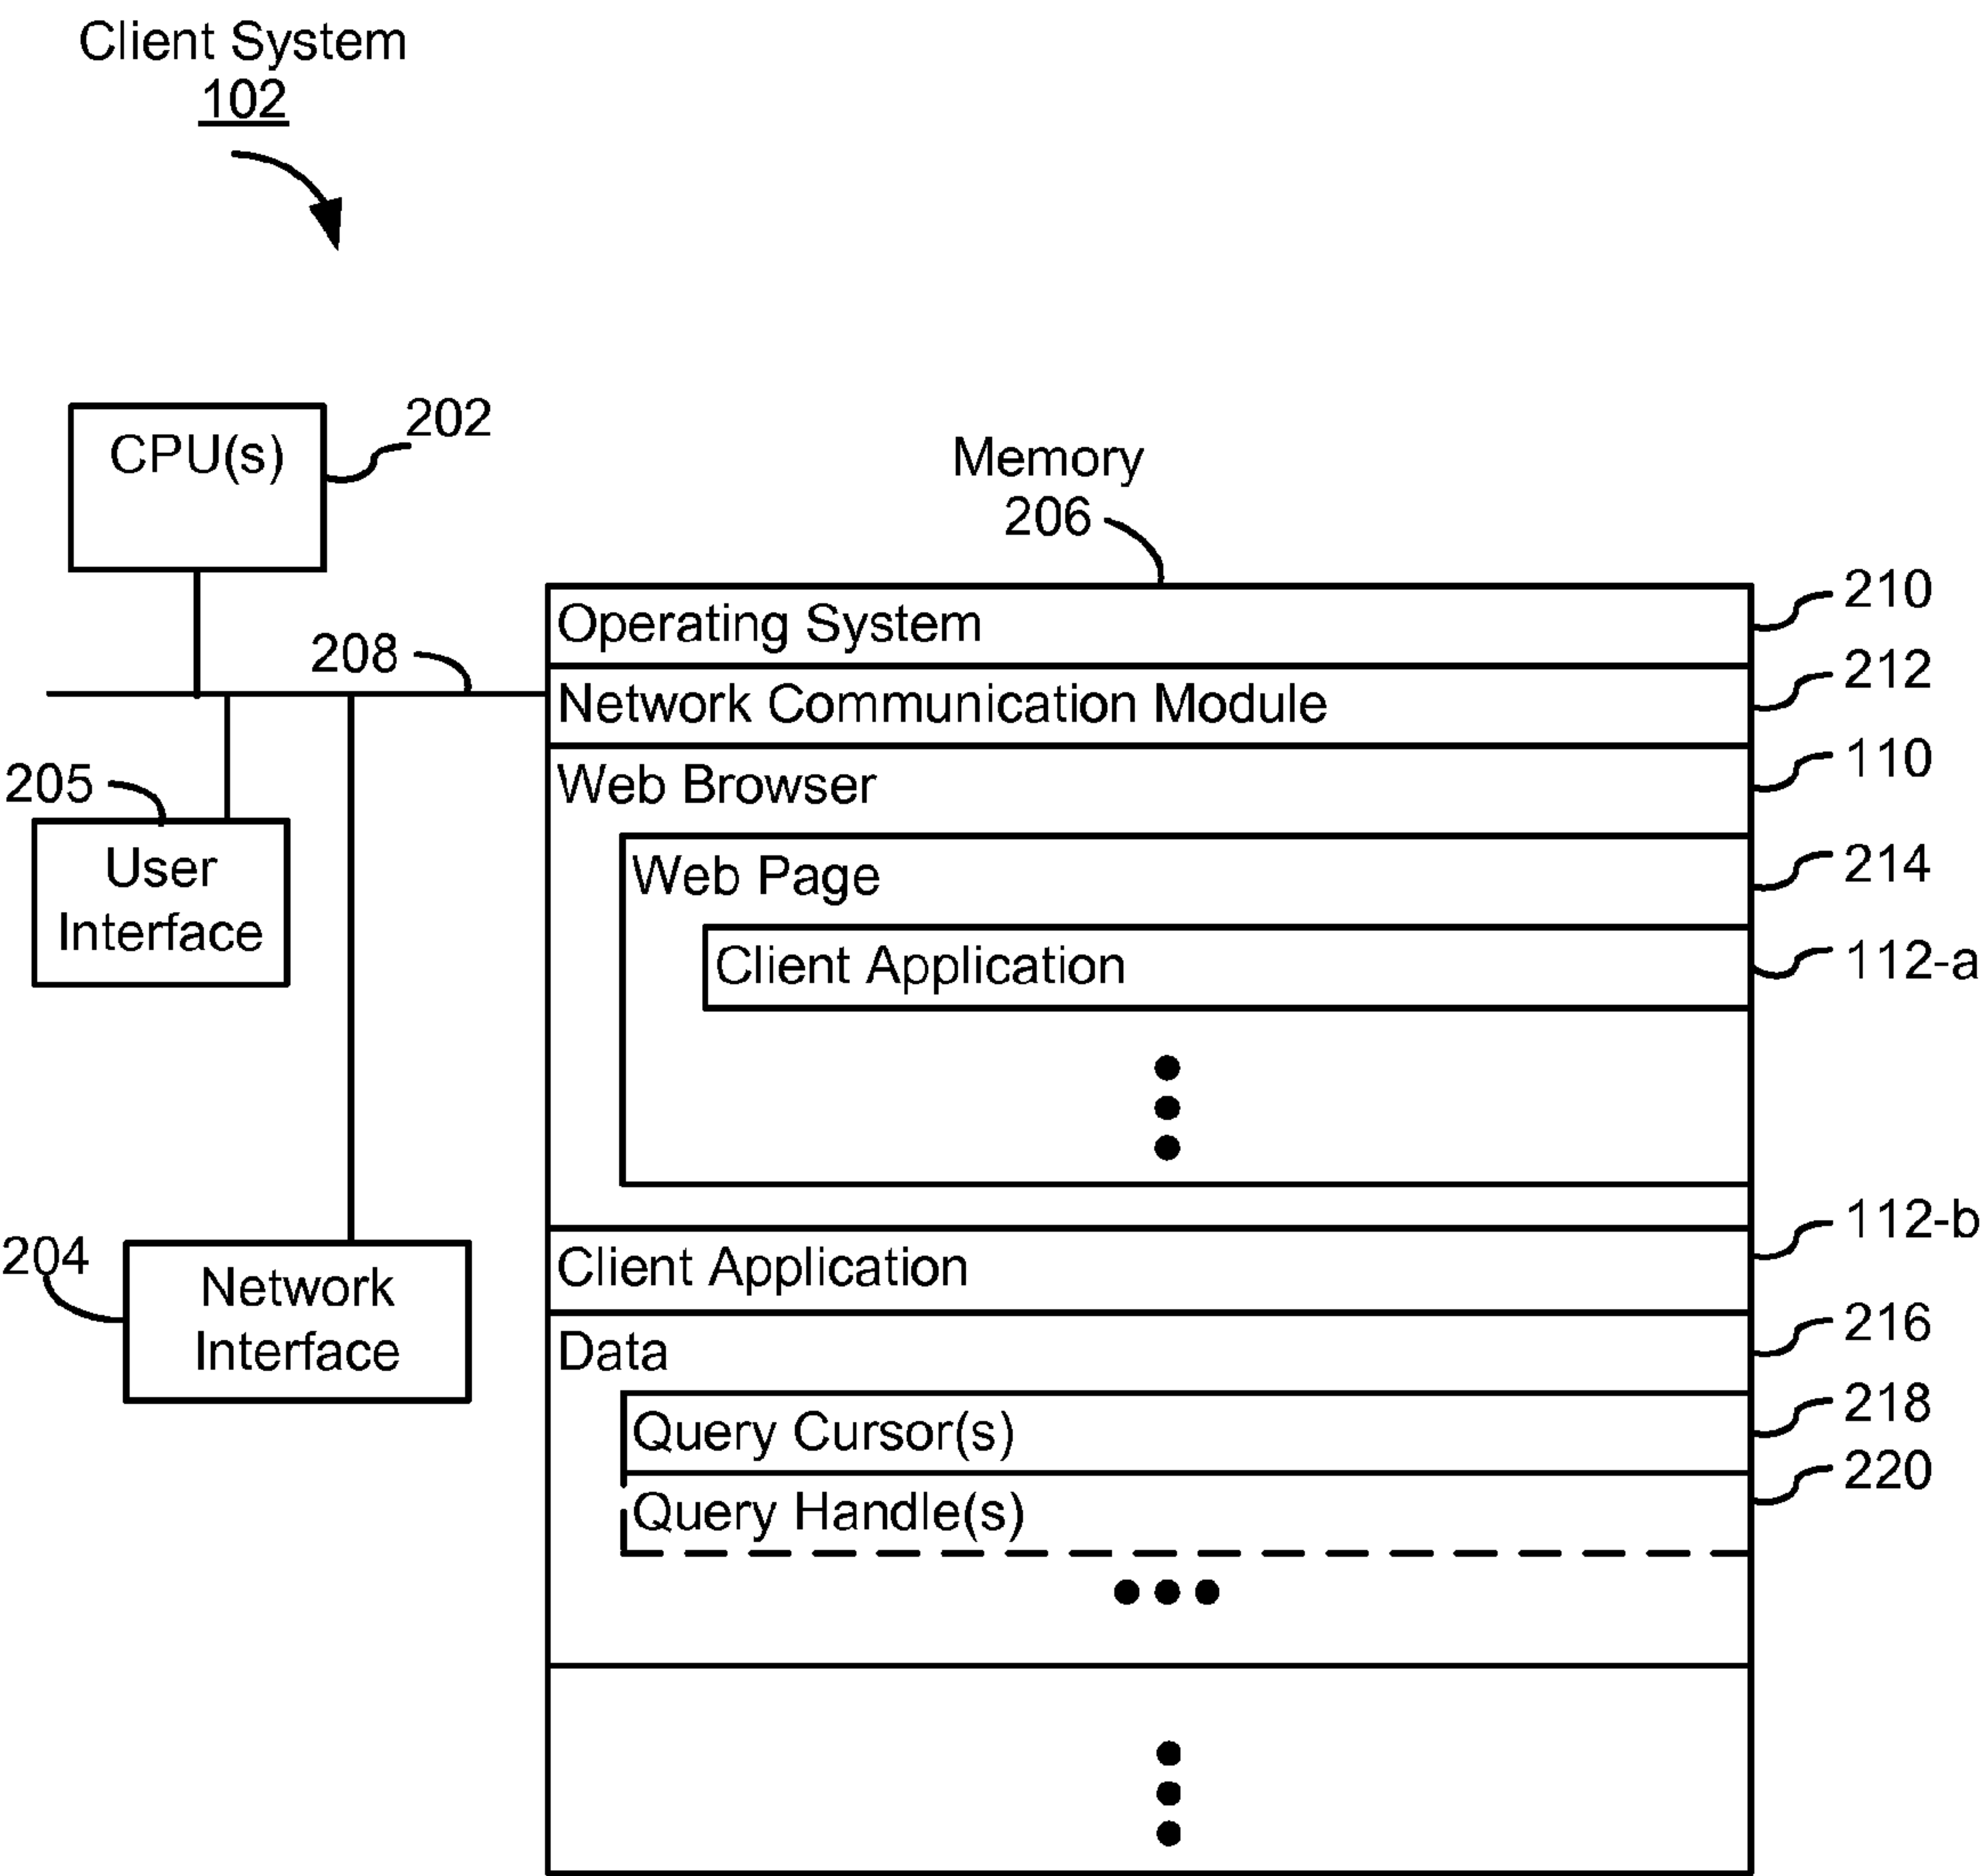 Client System
102
CPU(s)
202
Memory
206
208
205
User
Interface
204
Network
Interface
Operating System
210
Network Communication Module
212
Web Browser
110
Web Page
214
Client Application
112-a
Client Application
112-b
Data
216
Query Cursor(s)
218
Query Handle(s)
220